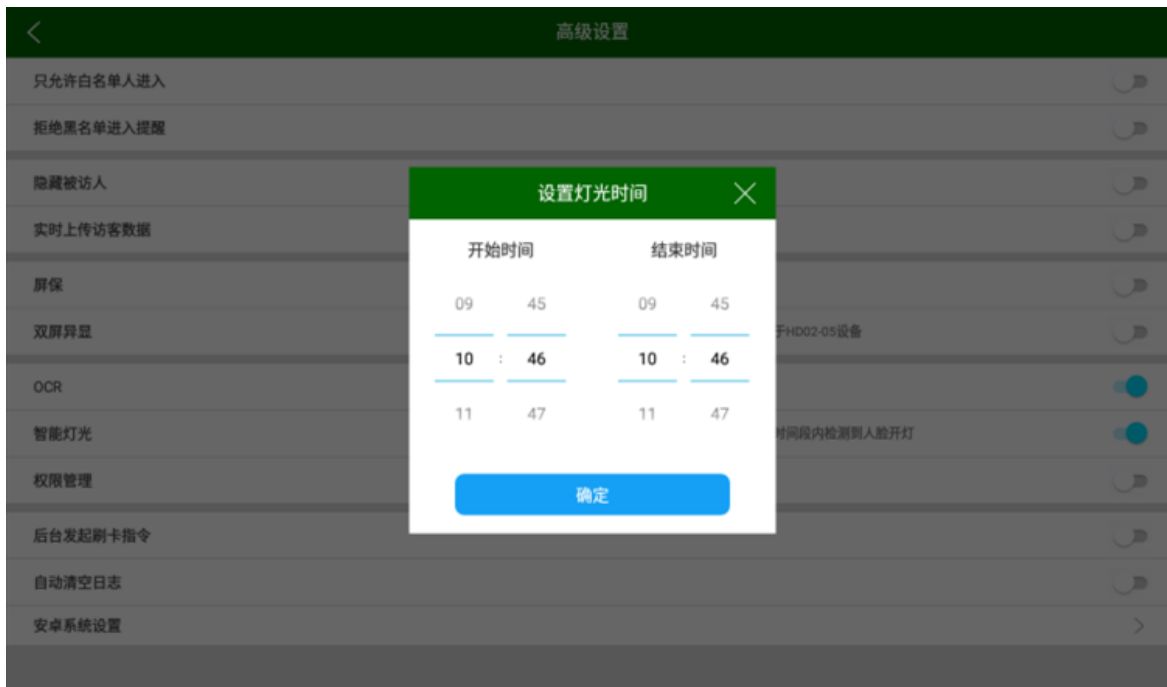 高级设置
只允许白名单人进入
拒绝黑名单进入提醒
隐藏被访人
实时上传访客数据
屏保
双屏异显
于HD02-05设备
OCR
智能灯光
时间段内检测到人脸开灯
权限管理
后台发起刷卡指令
自动清空日志
安卓系统设置
设置灯光时间
开始时间 结束时间
09 45 09 45
10 : 46 10 : 46
11 47 11 47
确定